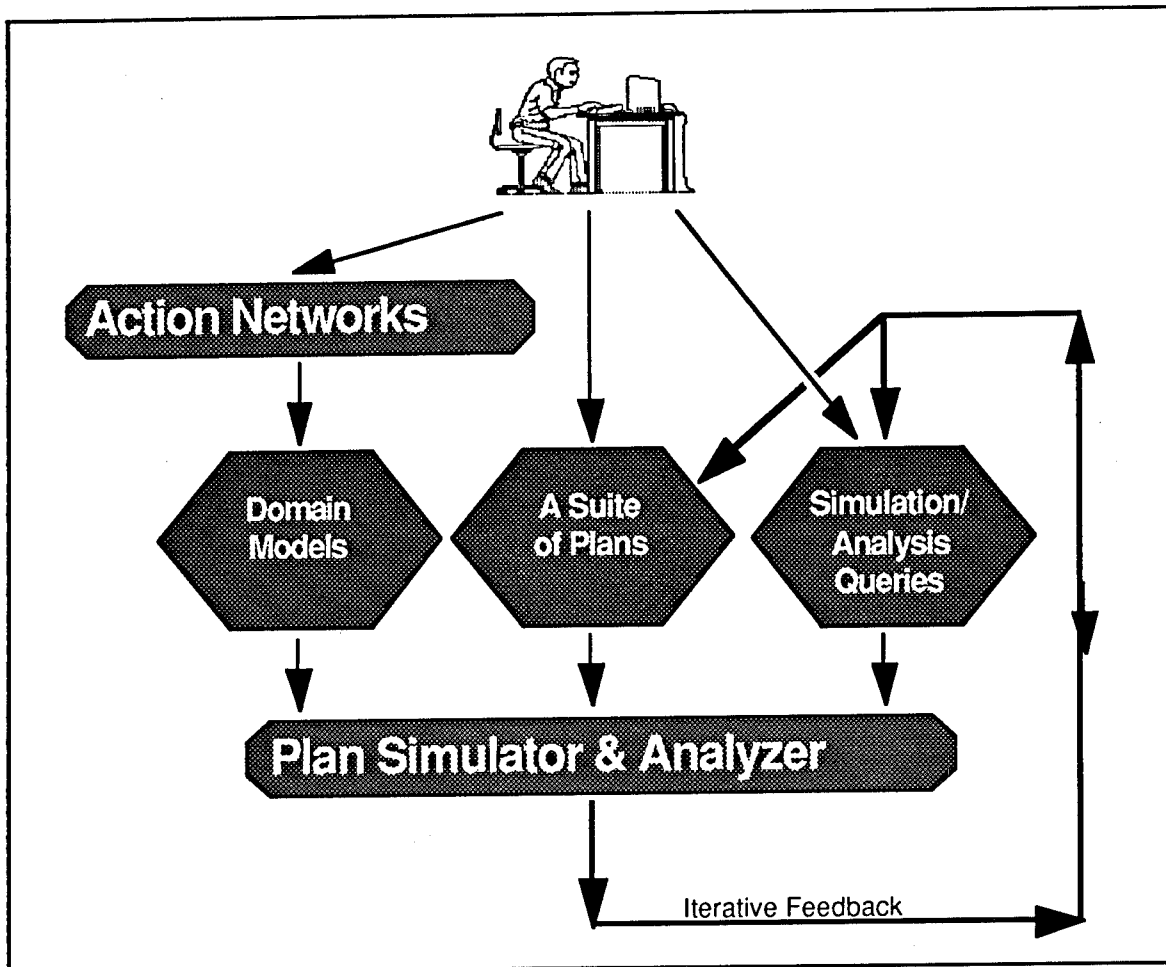 Action Networks
Domain
Models
A Suite
of Plans
Simulation/
Analysis
Queries
Plan Simulator & Analyzer
Iterative Feedback